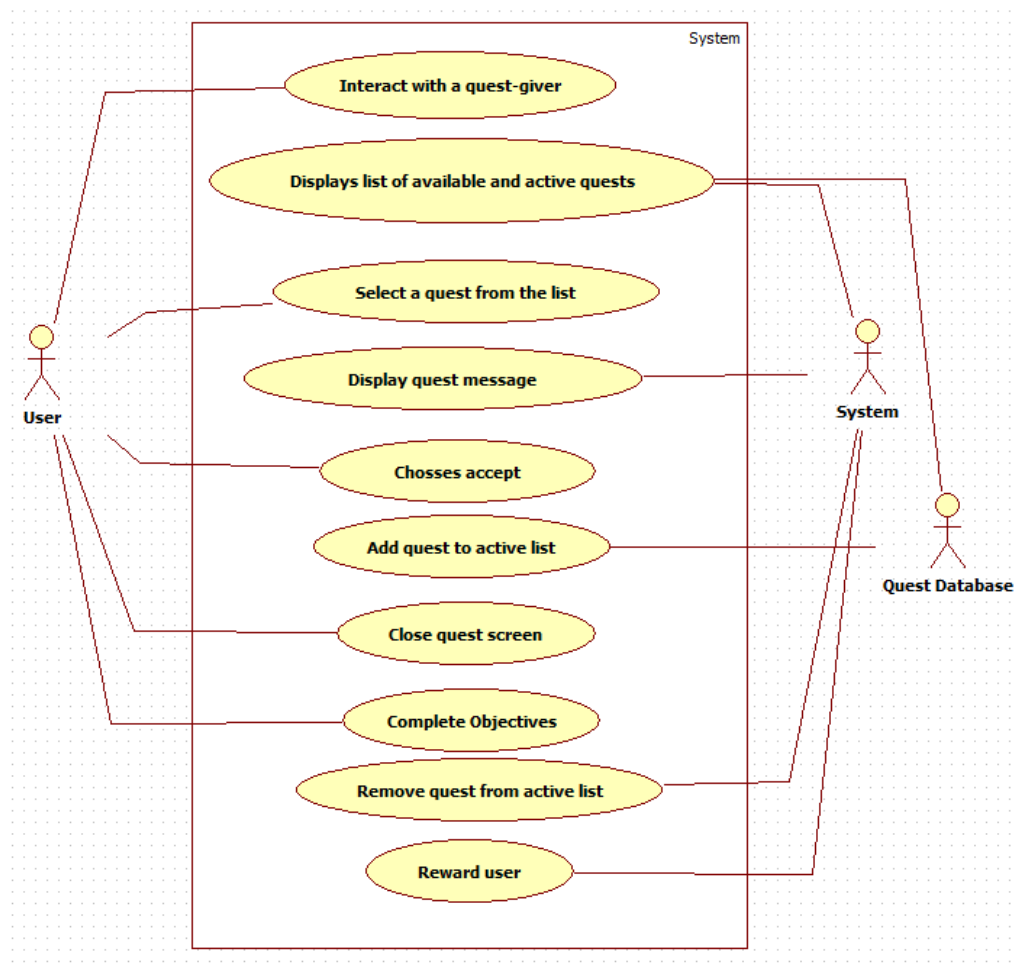 System
Interact with a quest-giver
Displays list of available and active quests
Select a quest from the list
Display quest message
User
System
Chosses accept
Add quest to active list
Quest Database
Close quest screen
Complete Objectives
Remove quest from active list
Reward user